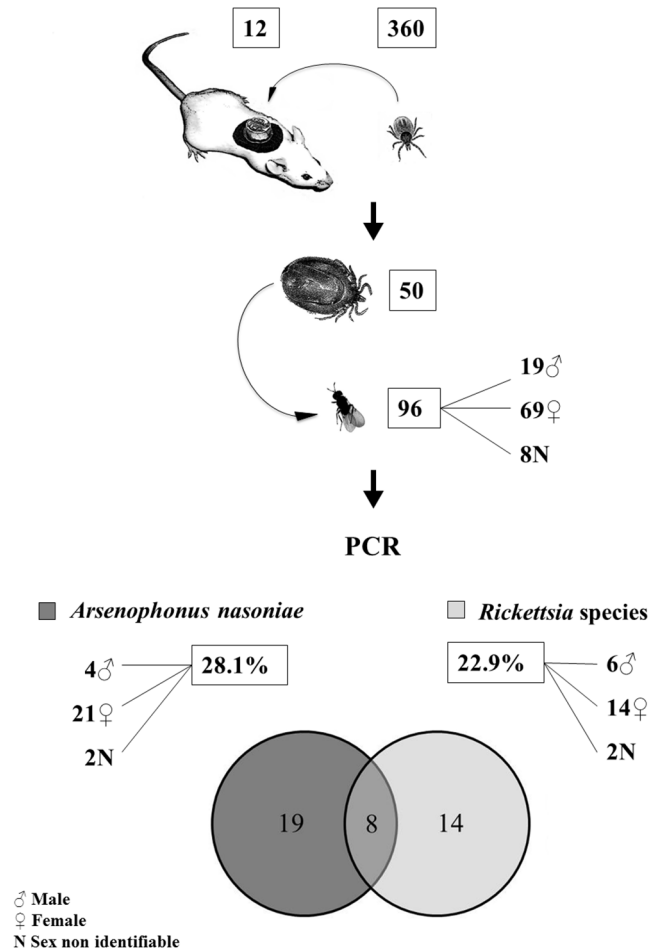 12
360
50
19♂
96
69♀
8N
PCR
Arsenophonus nasoniae
Rickettsia species
4♂
28.1%
21♀
2N
22.9%
6♂
14♀
2N
19
8
14
♂ Male
♀ Female
N Sex non identifiable